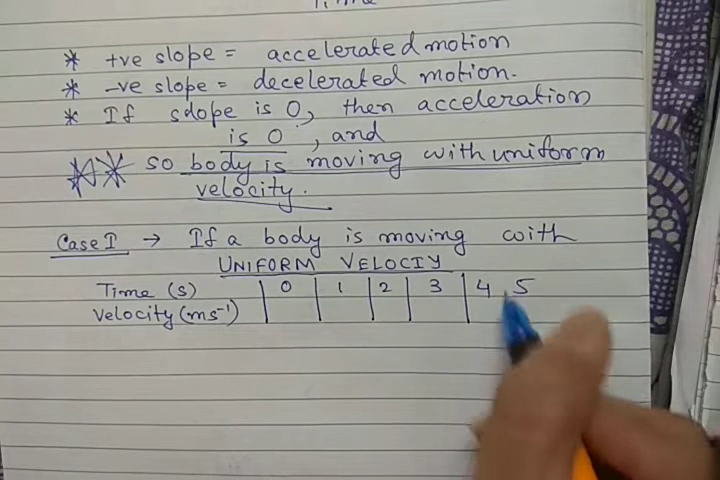 Time
* +ve slope = accelerated motion
* -ve slope = decelerated motion.
* If slope is 0, then acceleration
is 0, and
** so body is moving with uniform
velocity.
Case I → If a body is moving with
UNIFORM VELOCIY
Time (s) | 0 | 1 | 2 | 3 | 4 5
Velocity (ms⁻¹) | | | | |